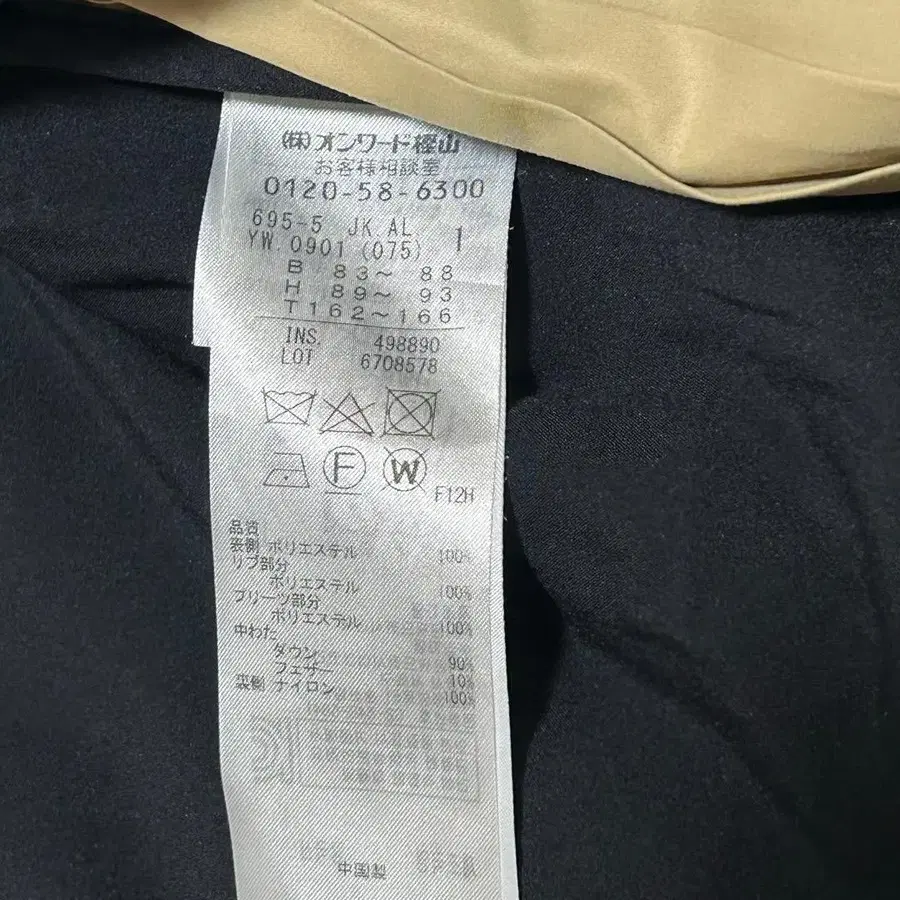 (株)オンワード樫山
お客様相談室
0120-58-6300
695-5 JK AL 1
YW 0901 (075)
B 83〜 88
H 89〜 93
T162〜166
INS. 498890
LOT 6708578
F
W
F12H
品質
表側 ポリエステル 100%
リブ部分
ポリエステル 100%
プリーツ部分
ポリエステル 100%
中わた
ダウン 90%
フェザー 10%
裏側 ナイロン 100%
中国製